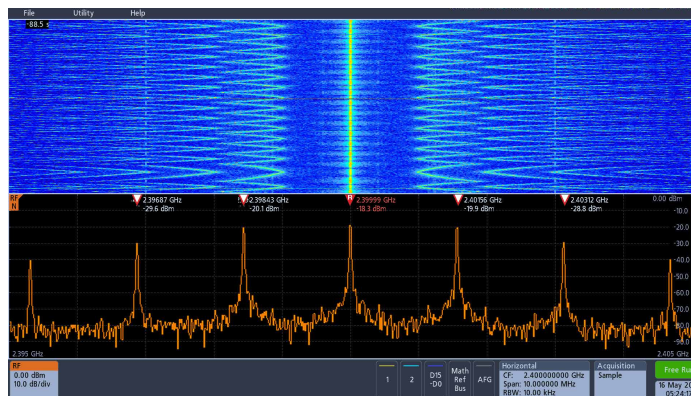 File Utility Help
-88.5 s
RF
N
2.39687 GHz
-29.6 dBm
2.39843 GHz
-20.1 dBm
R
2.39999 GHz
-18.3 dBm
2.40156 GHz
-19.9 dBm
2.40312 GHz
-28.8 dBm
0.00 dBm
-10.0
-20.0
-30.0
-40.0
-50.0
-60.0
-70.0
-80.0
-90.0
2.395 GHz
2.405 GHz
RF
0.00 dBm
10.0 dB/div
1
2
D15
-D0
Math
Ref
Bus
AFG
Horizontal
CF: 2.400000000 GHz
Span: 10.000000 MHz
RBW: 10.00 kHz
Acquisition
Sample
Free Ru
16 May 20
05:24:1